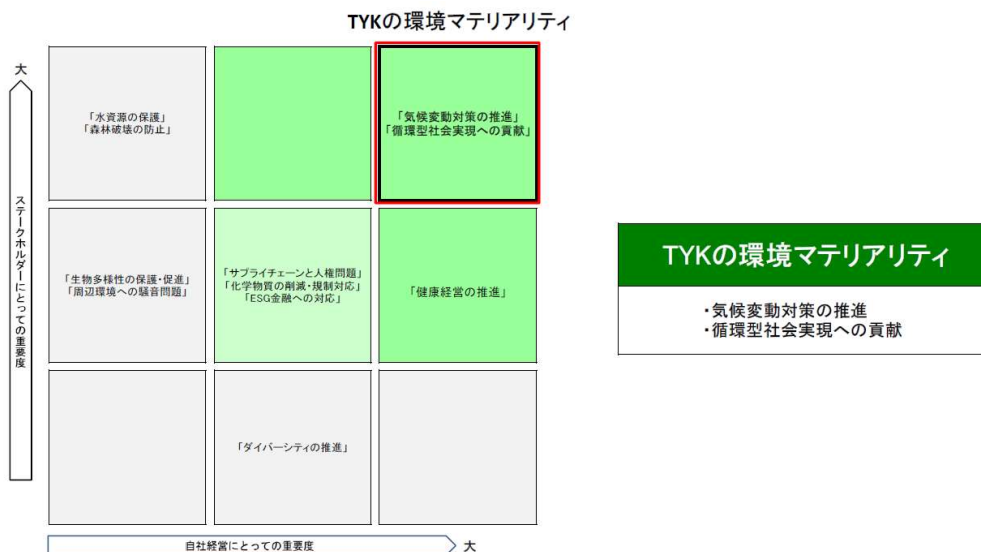 TYKの環境マテリアリティ
大
ステークホルダーにとっての重要度
「水資源の保護」
「森林破壊の防止」
「気候変動対策の推進」
「循環型社会実現への貢献」
「生物多様性の保護・促進」
「周辺環境への騒音問題」
「サプライチェーンと人権問題」
「化学物質の削減・規制対応」
「ESG金融への対応」
「健康経営の推進」
「ダイバーシティの推進」
自社経営にとっての重要度
大
TYKの環境マテリアリティ
・気候変動対策の推進
・循環型社会実現への貢献